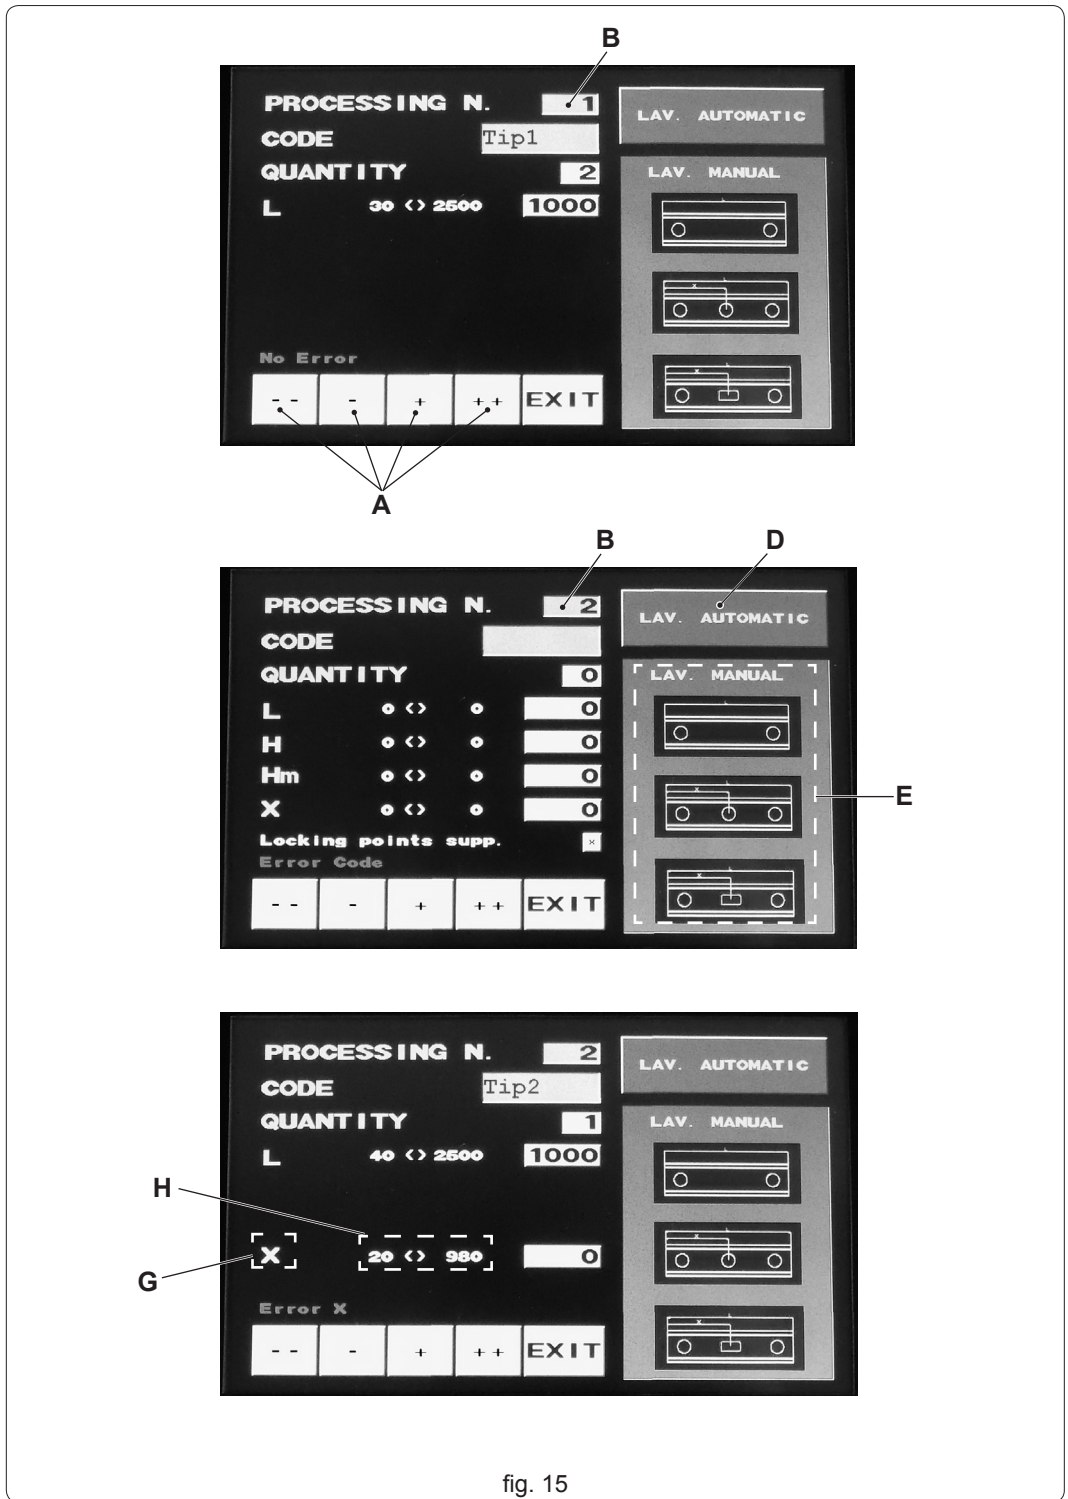 B
PROCESSING N. 1
LAV. AUTOMATIC
CODE Tip1
QUANTITY 2
LAV. MANUAL
L 30 <> 2500 1000
L
L
X
No Error
L
X
-- - + ++ EXIT
A
B D
PROCESSING N. 2
LAV. AUTOMATIC
CODE
QUANTITY 0
LAV. MANUAL
L 0 <> 0 0
L
H 0 <> 0 0
Hm 0 <> 0 0
L
X
E
X 0 <> 0 0
Locking points supp. x
Error Code
L
X
-- - + ++ EXIT
PROCESSING N. 2
LAV. AUTOMATIC
CODE Tip2
QUANTITY 1
LAV. MANUAL
L 40 <> 2500 1000
L
H
L
X
X 20 <> 980 0
G
Error X
L
X
-- - + ++ EXIT
fig. 15